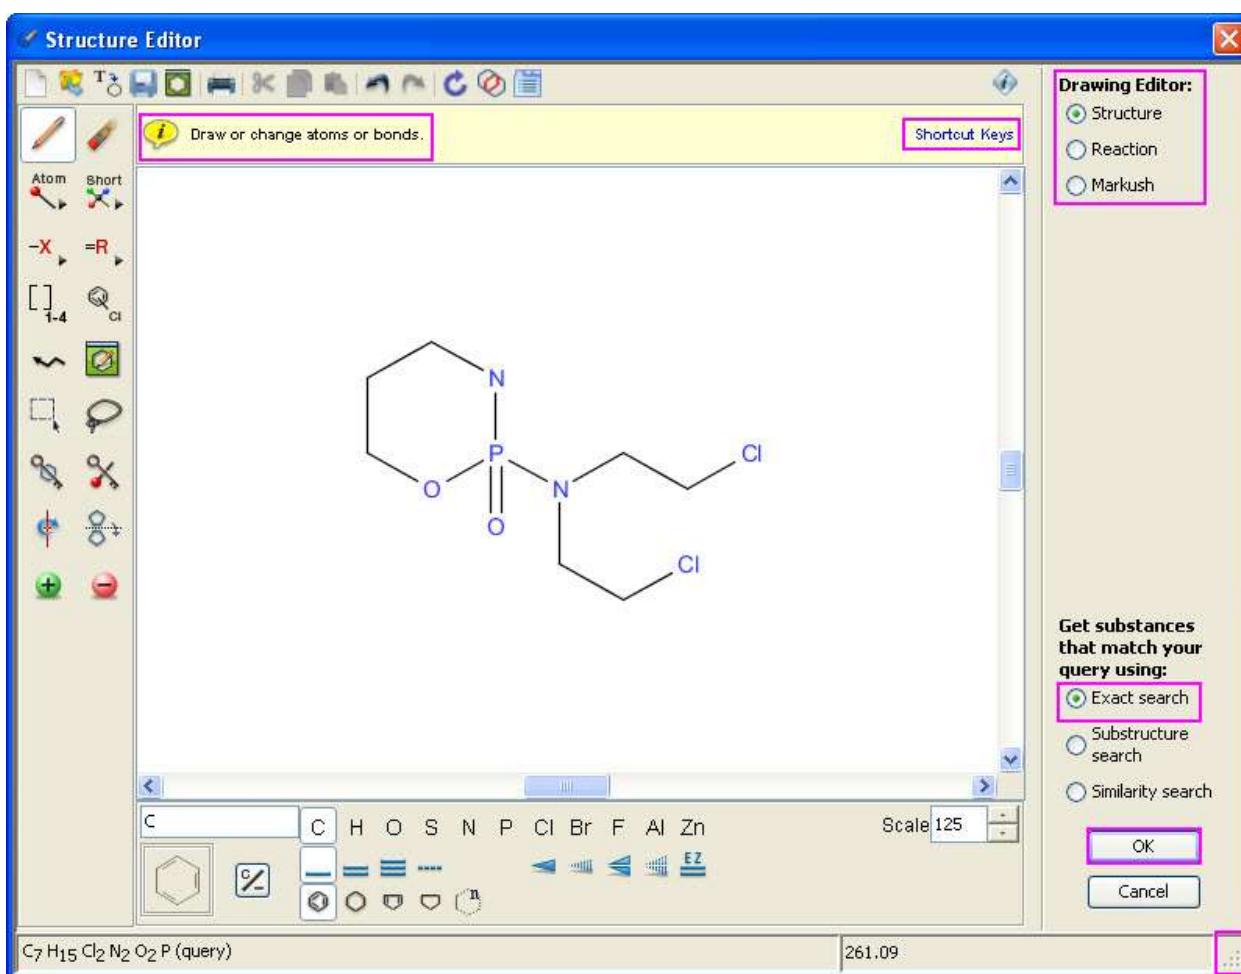 Structure Editor
T
Drawing Editor:
Structure
Reaction
Markush
Draw or change atoms or bonds.
Shortcut Keys
Atom
Short
-X
=R
[ ]
1-4
Cl
N
P
O
N
O
Cl
Cl
Get substances
that match your
query using:
Exact search
Substructure
search
Similarity search
C
C H O S N P Cl Br F Al Zn
Scale 125
OK
EZ
C/–
n
Cancel
C7 H15 Cl2 N2 O2 P (query)
261.09